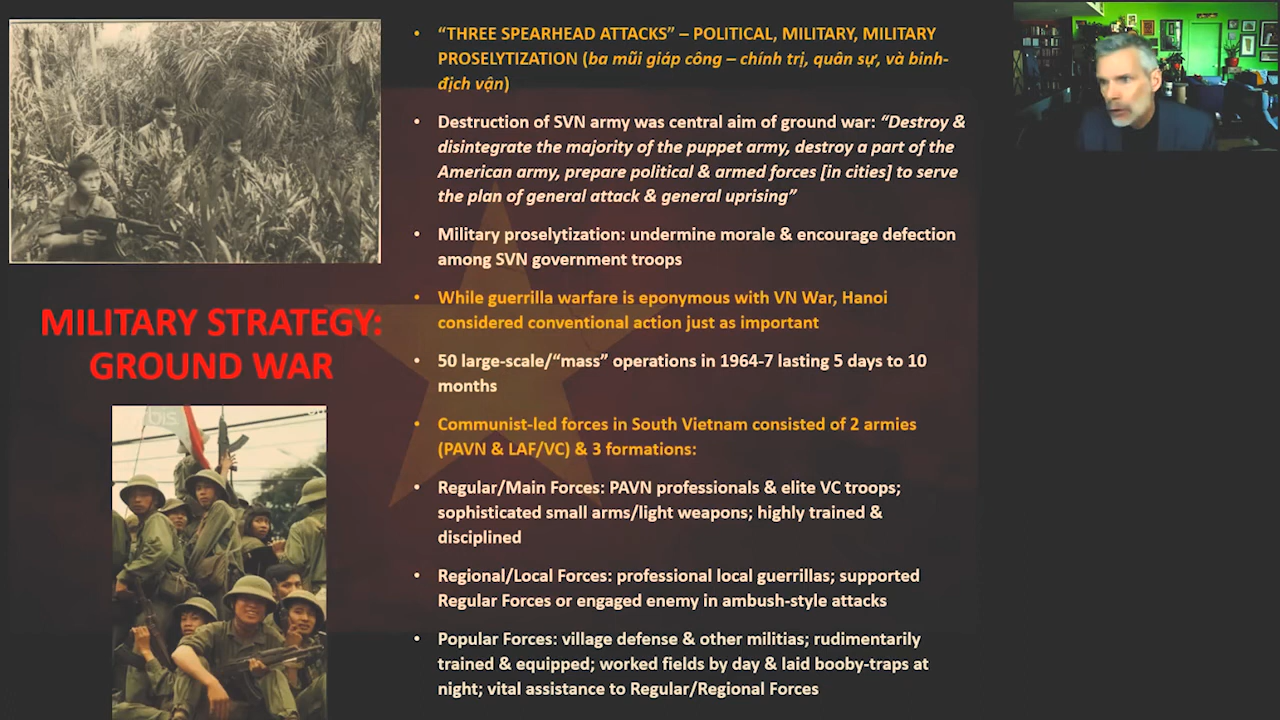 “THREE SPEARHEAD ATTACKS” – POLITICAL, MILITARY, MILITARY
PROSELYTIZATION (ba mũi giáp công – chính trị, quân sự, và binh-
địch vận)
Destruction of SVN army was central aim of ground war: “Destroy &
disintegrate the majority of the puppet army, destroy a part of the
American army, prepare political & armed forces [in cities] to serve
the plan of general attack & general uprising”
Military proselytization: undermine morale & encourage defection
among SVN government troops
MILITARY STRATEGY:
GROUND WAR
While guerrilla warfare is eponymous with VN War, Hanoi
considered conventional action just as important
50 large-scale/“mass” operations in 1964-7 lasting 5 days to 10
months
Communist-led forces in South Vietnam consisted of 2 armies
(PAVN & LAF/VC) & 3 formations:
Regular/Main Forces: PAVN professionals & elite VC troops;
sophisticated small arms/light weapons; highly trained &
disciplined
Regional/Local Forces: professional local guerrillas; supported
Regular Forces or engaged enemy in ambush-style attacks
Popular Forces: village defense & other militias; rudimentarily
trained & equipped; worked fields by day & laid booby-traps at
night; vital assistance to Regular/Regional Forces